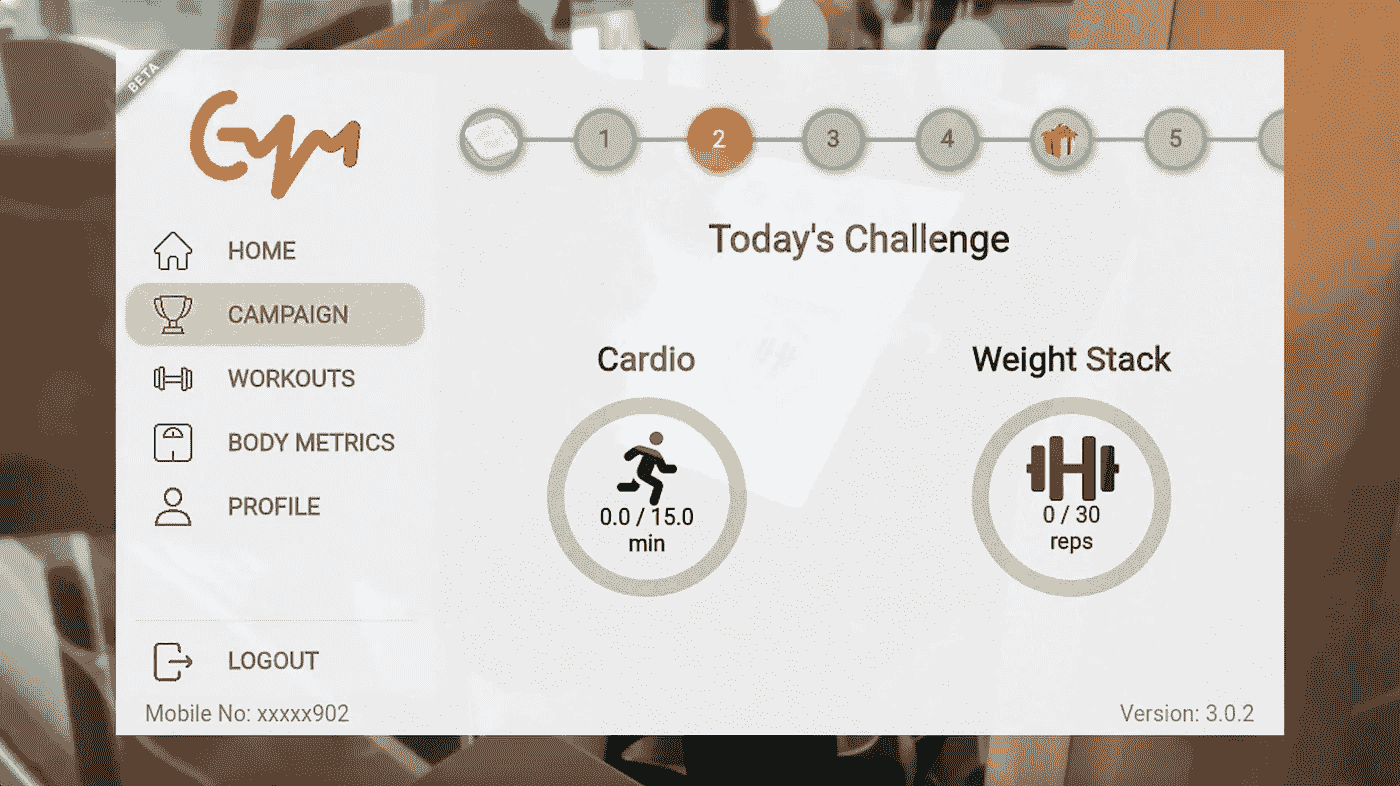 BETA
Gym
HOME
CAMPAIGN
WORKOUTS
BODY METRICS
PROFILE
LOGOUT
Mobile No: xxxxx902
1 2 3 4 5
Today's Challenge
Cardio
0.0 / 15.0
min
Weight Stack
0 / 30
reps
Version: 3.0.2